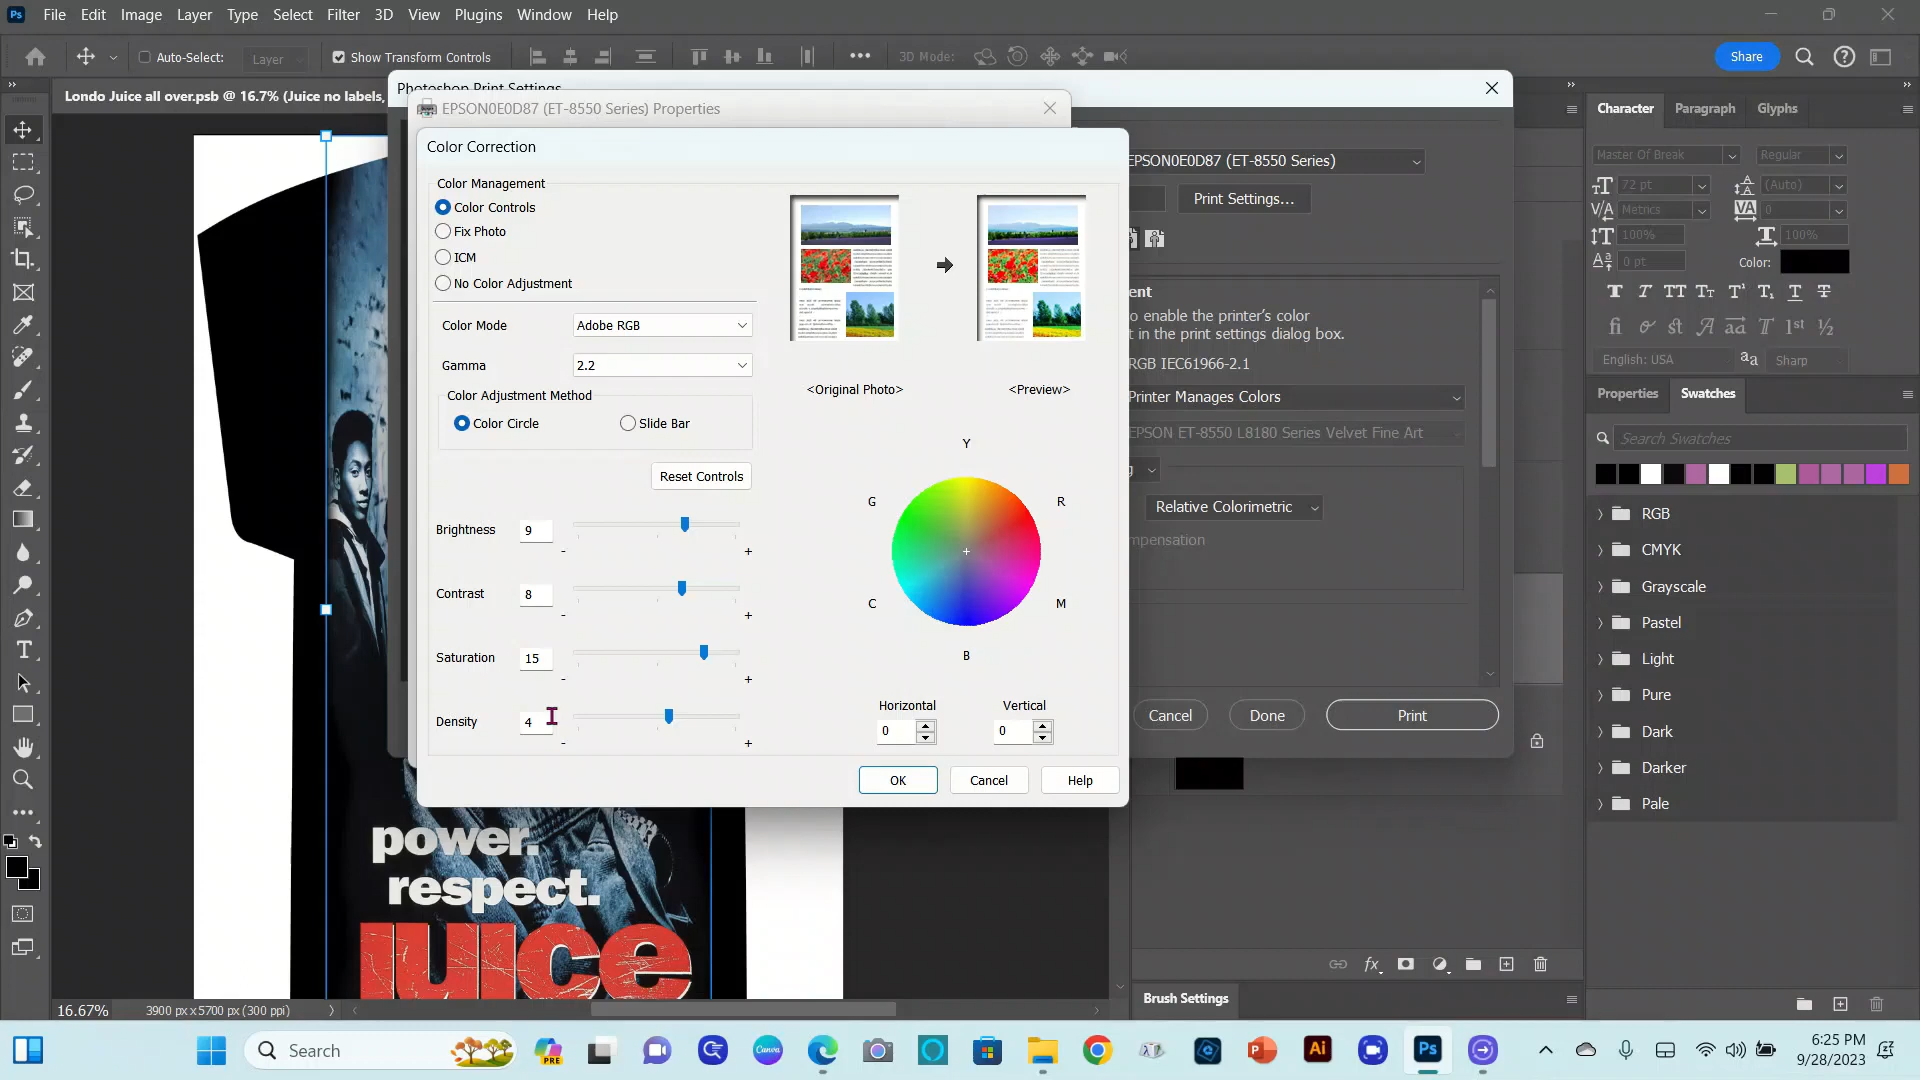 Ps File Edit Image Layer Type Select Filter 3D View Plugins Window Help
Auto-Select: Layer Show Transform Controls 3D Mode: Share
Londo Juice all over.psb @ 16.7% (Juice no labels,
Photoshop Print Settings
EPSON0E0D87 (ET-8550 Series) Properties
Color Correction
Color Management
Color Controls
Fix Photo
ICM
No Color Adjustment
Color Mode Adobe RGB
Gamma 2.2
Color Adjustment Method
Color Circle Slide Bar
Reset Controls
Brightness 9
- +
Contrast 8
- +
Saturation 15
- +
Density 4
- +
<Original Photo> <Preview>
Y
G R
C M
B
Horizontal Vertical
0 0
OK Cancel Help
EPSON0E0D87 (ET-8550 Series)
Print Settings...
ent
o enable the printer's color
t in the print settings dialog box.
RGB IEC61966-2.1
Printer Manages Colors
EPSON ET-8550 L8180 Series Velvet Fine Art
g
Relative Colorimetric
mpensation
Cancel Done Print
Character Paragraph Glyphs
Master Of Break Regular
72 pt (Auto)
Metrics 0
100% 100%
0 pt Color:
English: USA Sharp
Properties Swatches
Search Swatches
RGB
CMYK
Grayscale
Pastel
Light
Pure
Dark
Darker
Pale
power.
respect.
juice
Brush Settings
16.67% 3900 px x 5700 px (300 ppi)
Search
PRE
Canva
Ai
Ps
6:25 PM
9/28/2023